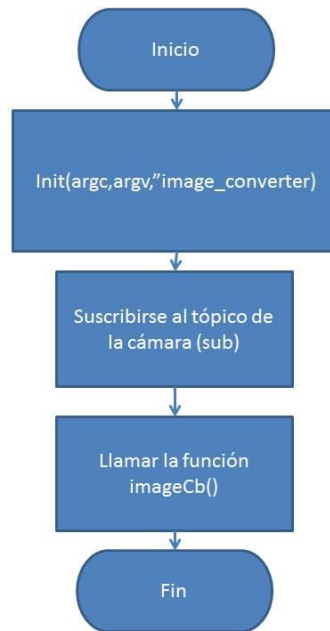 Inicio
Init(argc,argv,”image_converter)
Suscribirse al tópico de
la cámara (sub)
Llamar la función
imageCb()
Fin